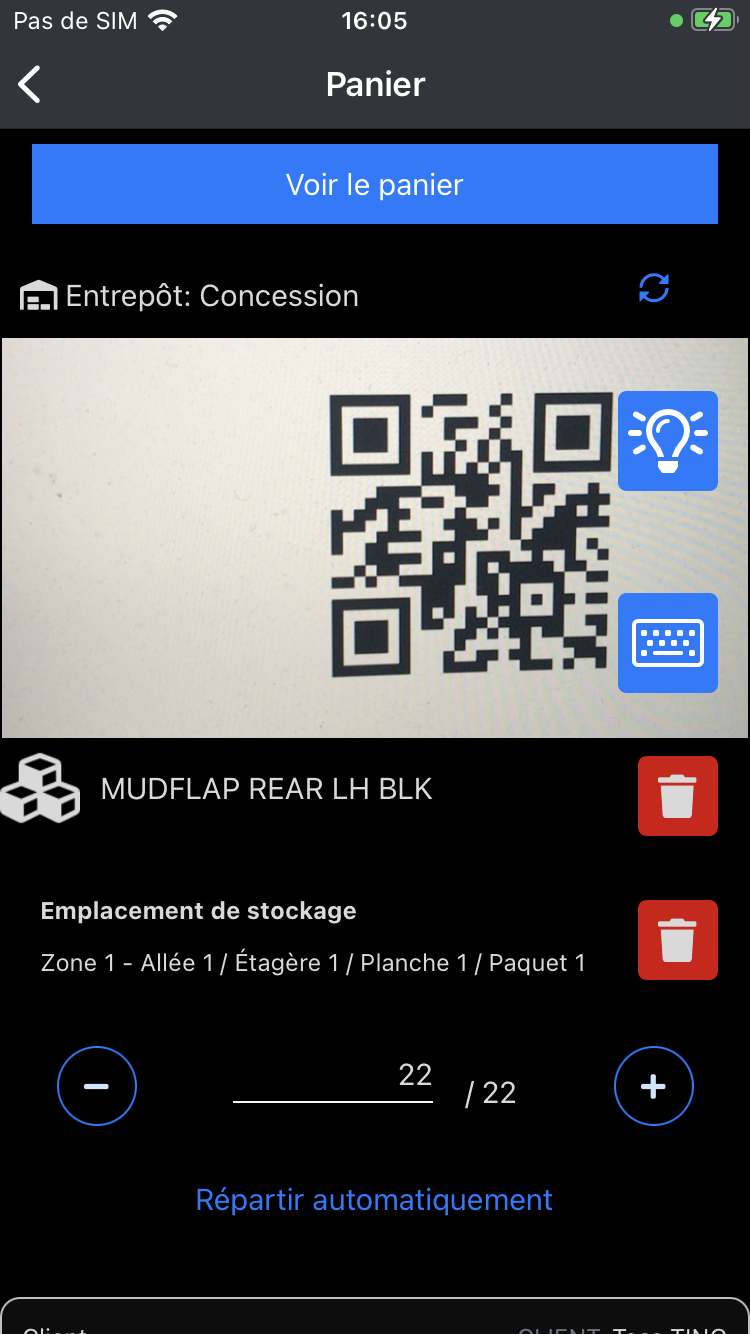 Pas de SIM
16:05
Panier
Voir le panier
Entrepôt: Concession
MUDFLAP REAR LH BLK
Emplacement de stockage
Zone 1 - Allée 1 / Étagère 1 / Planche 1 / Paquet 1
22
/ 22
Répartir automatiquement